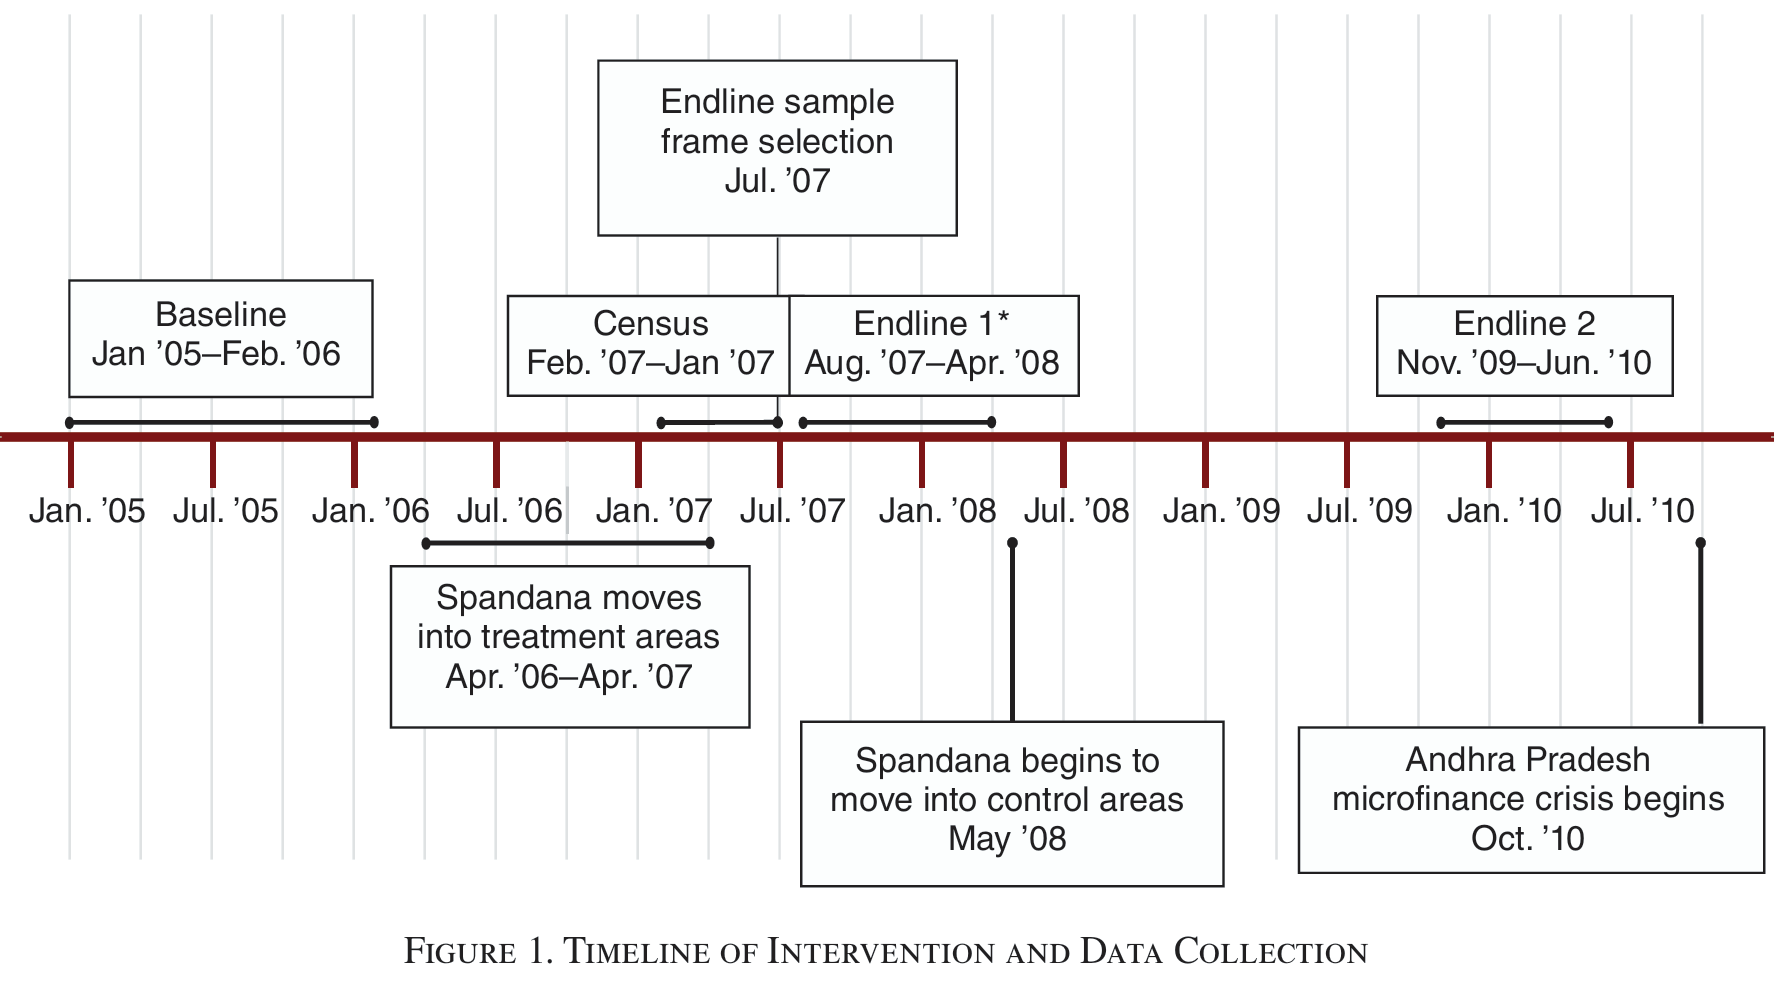 Endline sample
frame selection
Jul. ’07
Baseline
Jan ’05–Feb. ’06
Census
Feb. ’07–Jan ’07
Endline 1*
Aug. ’07–Apr. ’08
Endline 2
Nov. ’09–Jun. ’10
Jan. ’05 Jul. ’05 Jan. ’06 Jul. ’06 Jan. ’07 Jul. ’07 Jan. ’08 Jul. ’08 Jan. ’09 Jul. ’09 Jan. ’10 Jul. ’10
Spandana moves
into treatment areas
Apr. ’06–Apr. ’07
Spandana begins to
move into control areas
May ’08
Andhra Pradesh
microfinance crisis begins
Oct. ’10
Figure 1. Timeline of Intervention and Data Collection